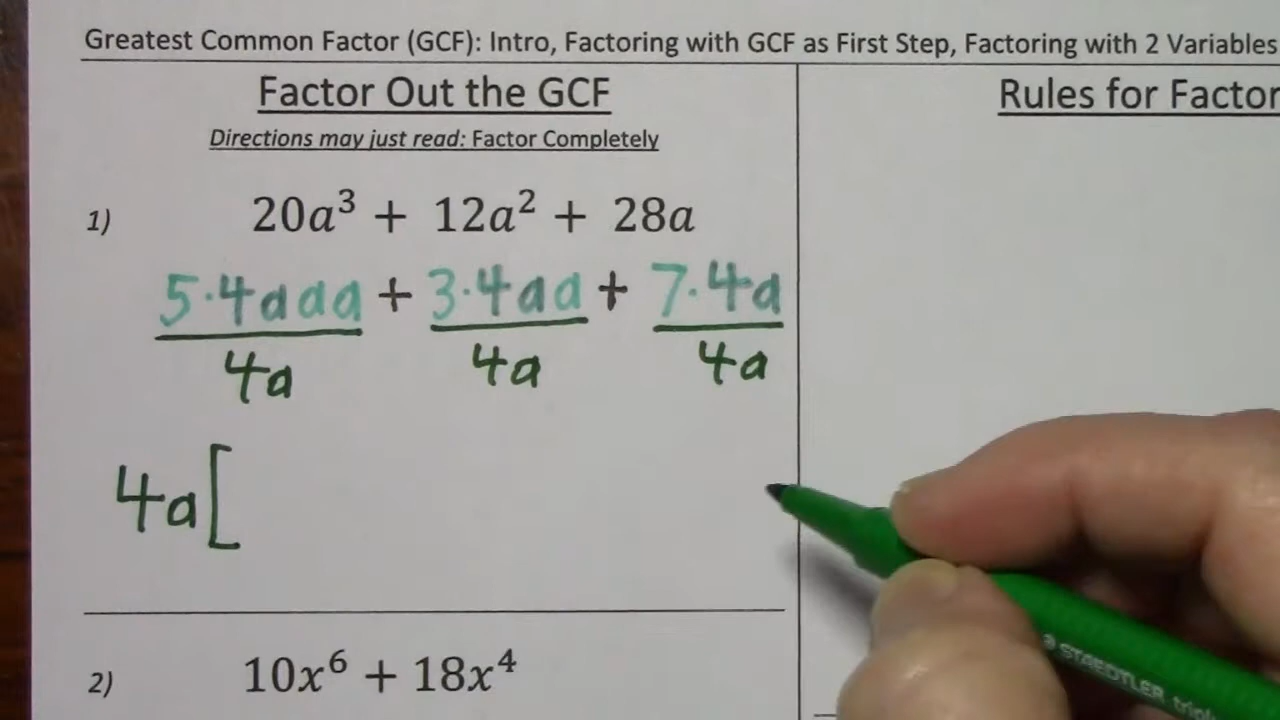 Greatest Common Factor (GCF): Intro, Factoring with GCF as First Step, Factoring with 2 Variables
Factor Out the GCF
Directions may just read: Factor Completely
1) 20a³ + 12a² + 28a
5·4aaa + 3·4aa + 7·4a
4a 4a 4a
4a[
2) 10x⁶ + 18x⁴
Rules for Factor
STAEDTLER